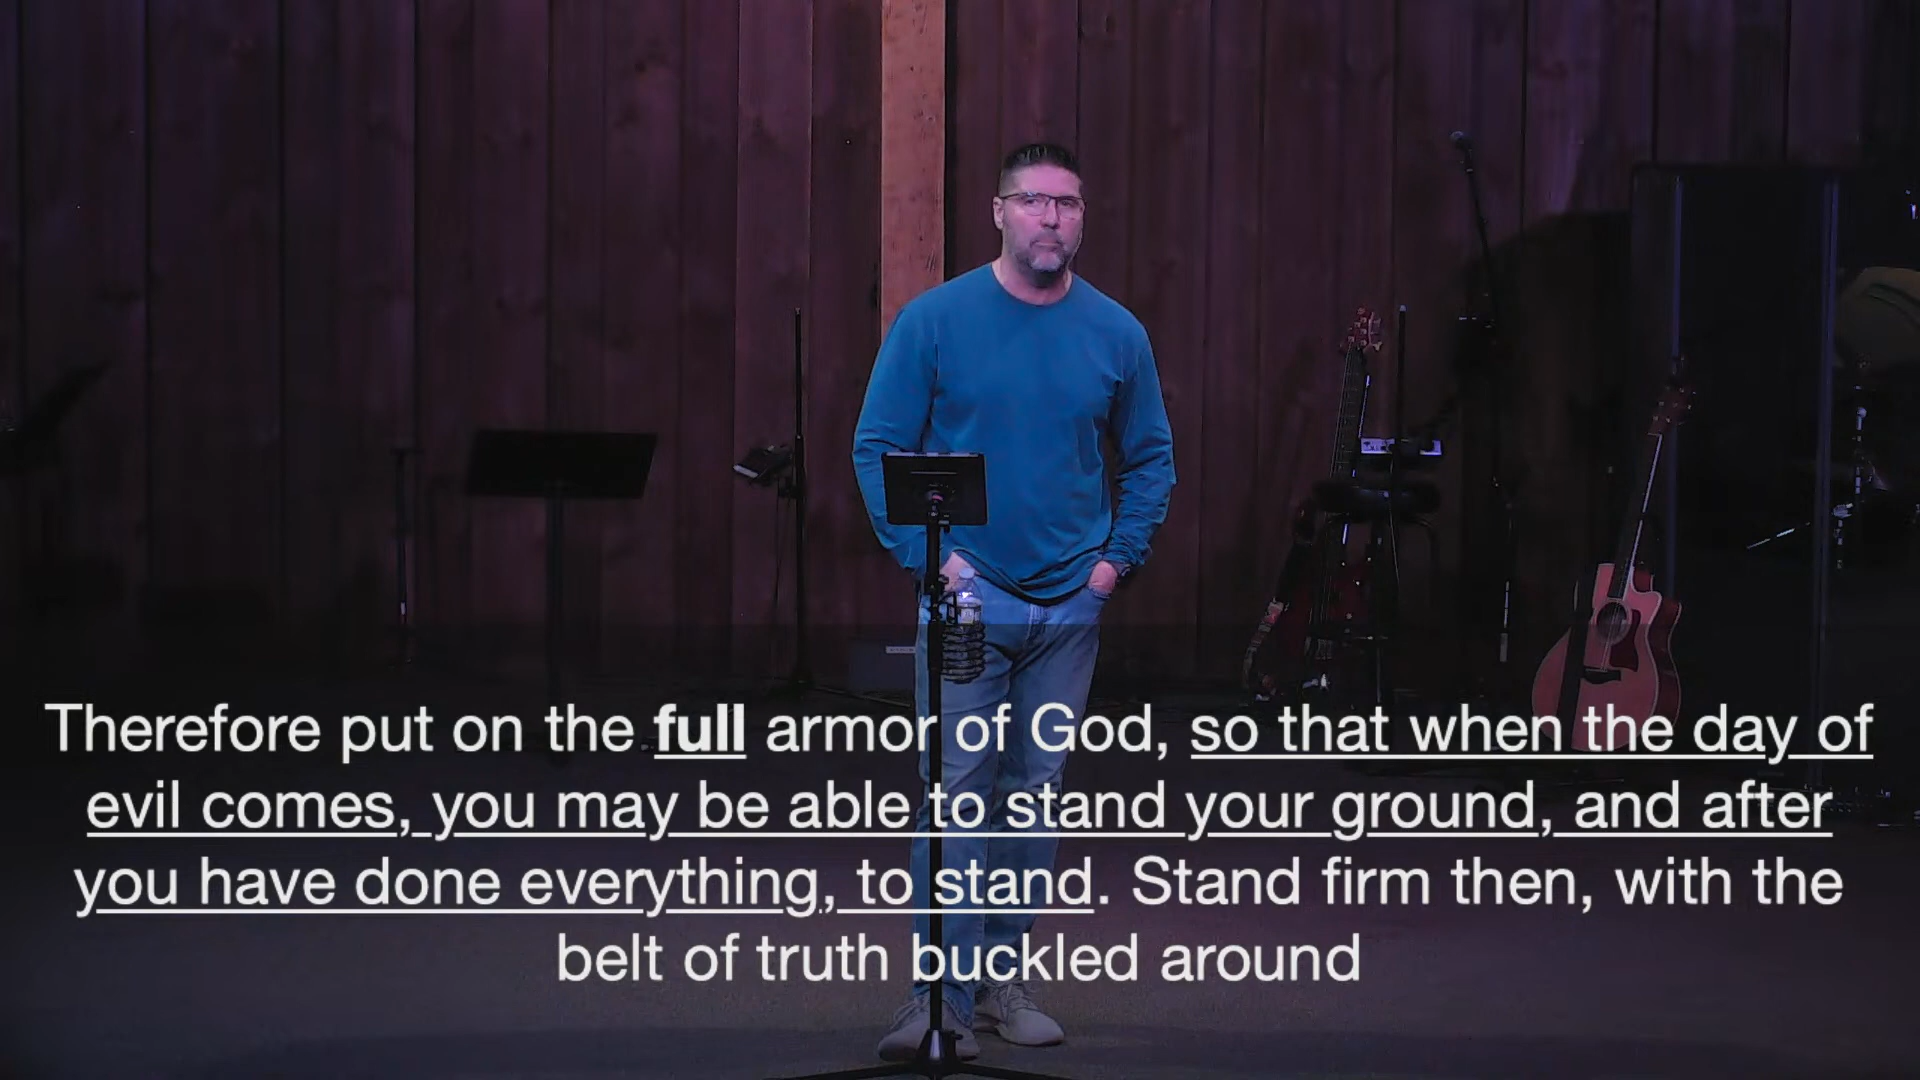 Therefore put on the full armor of God, so that when the day of
evil comes, you may be able to stand your ground, and after
you have done everything, to stand. Stand firm then, with the
belt of truth buckled around